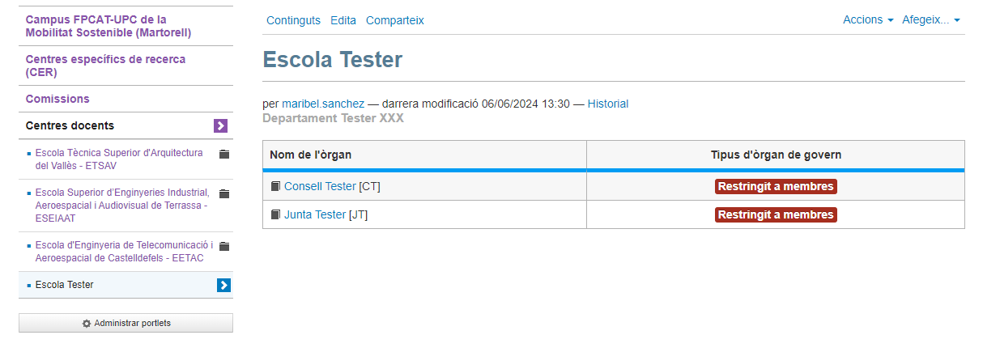 Campus FPCAT-UPC de la
Mobilitat Sostenible (Martorell)
Centres específics de recerca
(CER)
Comissions
Centres docents
Escola Tècnica Superior d'Arquitectura
del Vallès - ETSAV
Escola Superior d'Enginyeries Industrial,
Aeroespacial i Audiovisual de Terrassa -
ESEIAAT
Escola d'Enginyeria de Telecomunicació i
Aeroespacial de Castelldefels - EETAC
Escola Tester
Administrar portlets
Continguts Edita Comparteix
Accions Afegeix...
Escola Tester
per maribel.sanchez — darrera modificació 06/06/2024 13:30 — Historial
Departament Tester XXX
Nom de l'òrgan Tipus d'òrgan de govern
Consell Tester [CT] Restringit a membres
Junta Tester [JT] Restringit a membres